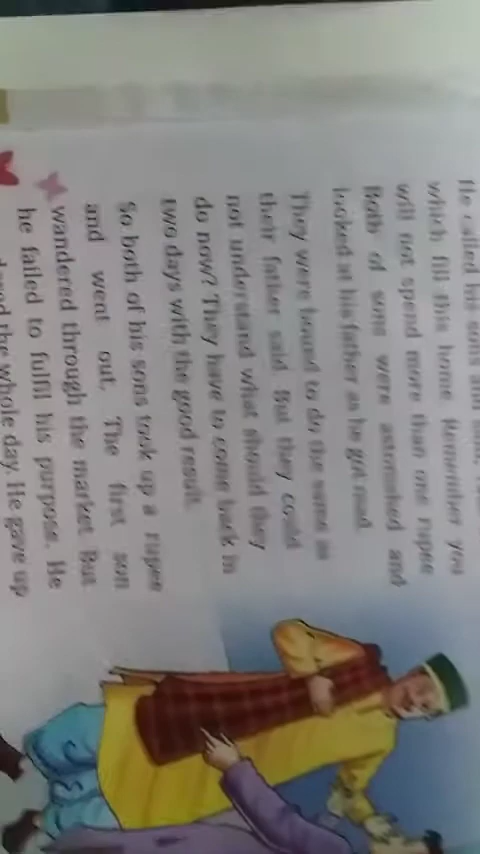 He called his sons and
which fill this home. Remember you
will not spend more than one rupee
Both of sons were astonished and
looked at his father as he got mad.
They were bound to do the same as
their father said. But they could
not understand what should they
do now? They have to come back in
two days with the good result.
So both of his sons took up a rupee
and went out. The first son
wandered through the market. But
he failed to fulfil his purpose. He
the whole day. He gave up